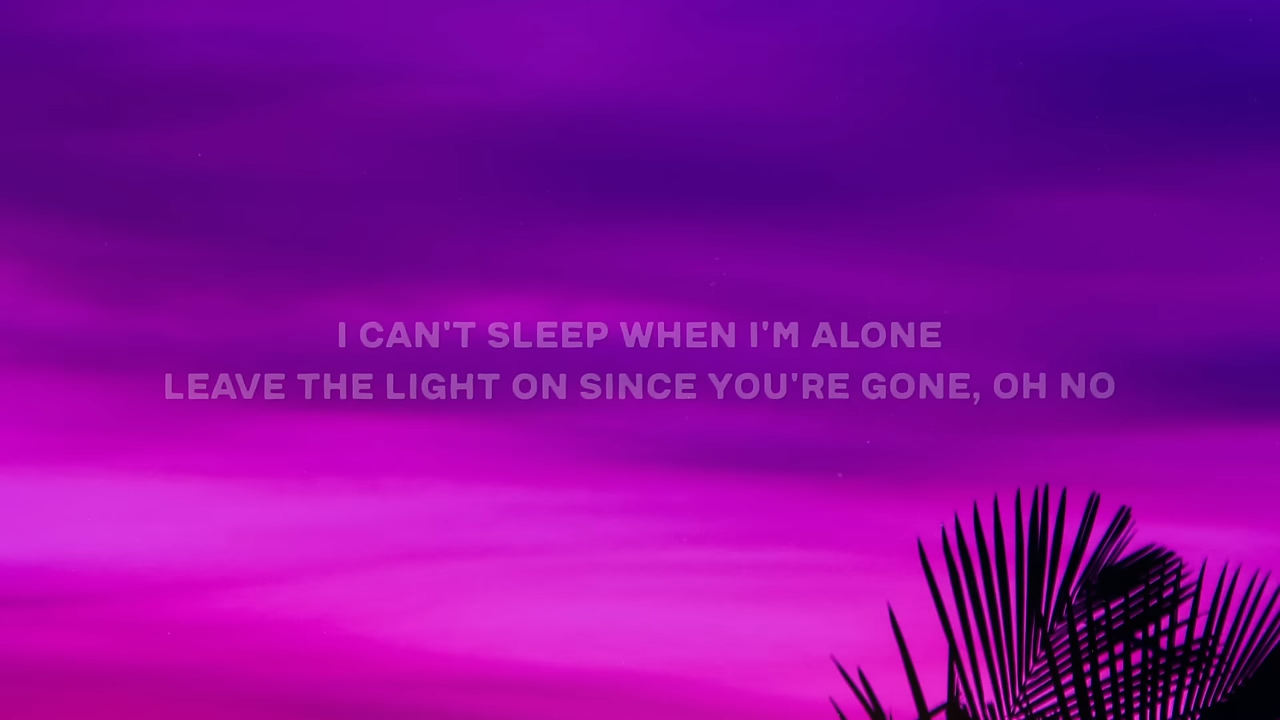 I CAN'T SLEEP WHEN I'M ALONE
LEAVE THE LIGHT ON SINCE YOU'RE GONE, OH NO